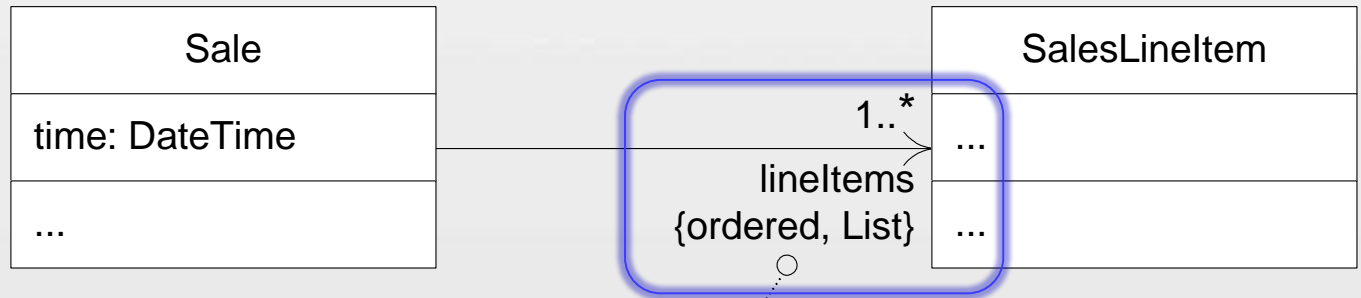 Sale
time: DateTime
...
1..*
lineItems
{ordered, List}
SalesLineItem
...
...